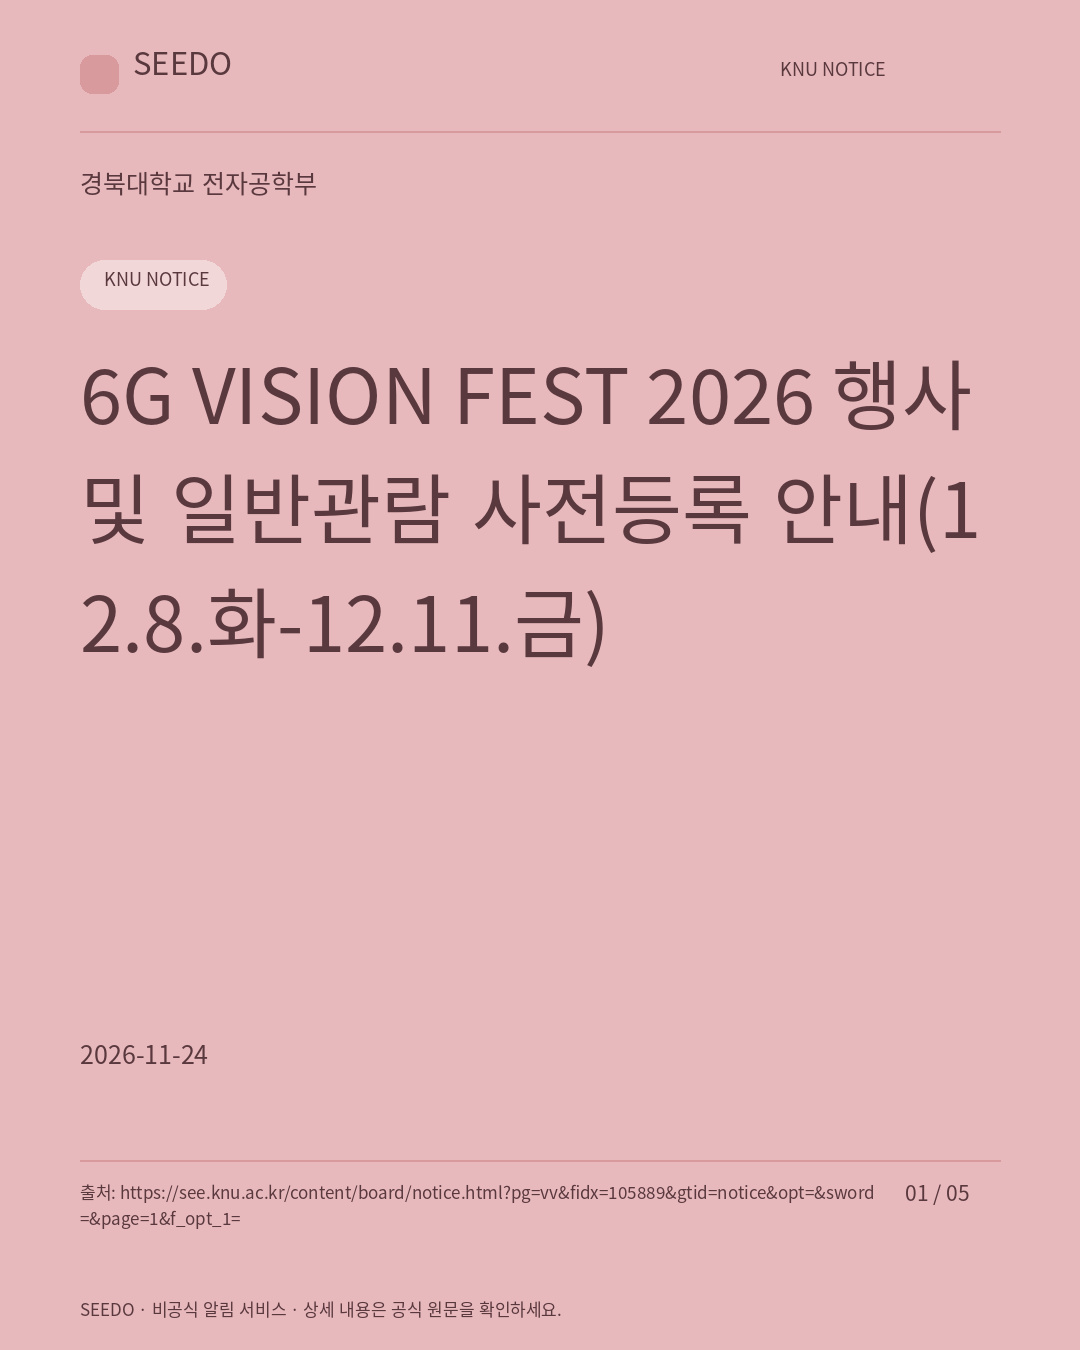 SEEDO
KNU NOTICE
경북대학교 전자공학부
KNU NOTICE
6G VISION FEST 2026 행사
및 일반관람 사전등록 안내(1
2.8.화-12.11.금)
2026-11-24
출처: https://see.knu.ac.kr/content/board/notice.html?pg=vv&fidx=105889&gtid=notice&opt=&sword
=&page=1&f_opt_1=
01 / 05
SEEDO · 비공식 알림 서비스 · 상세 내용은 공식 원문을 확인하세요.